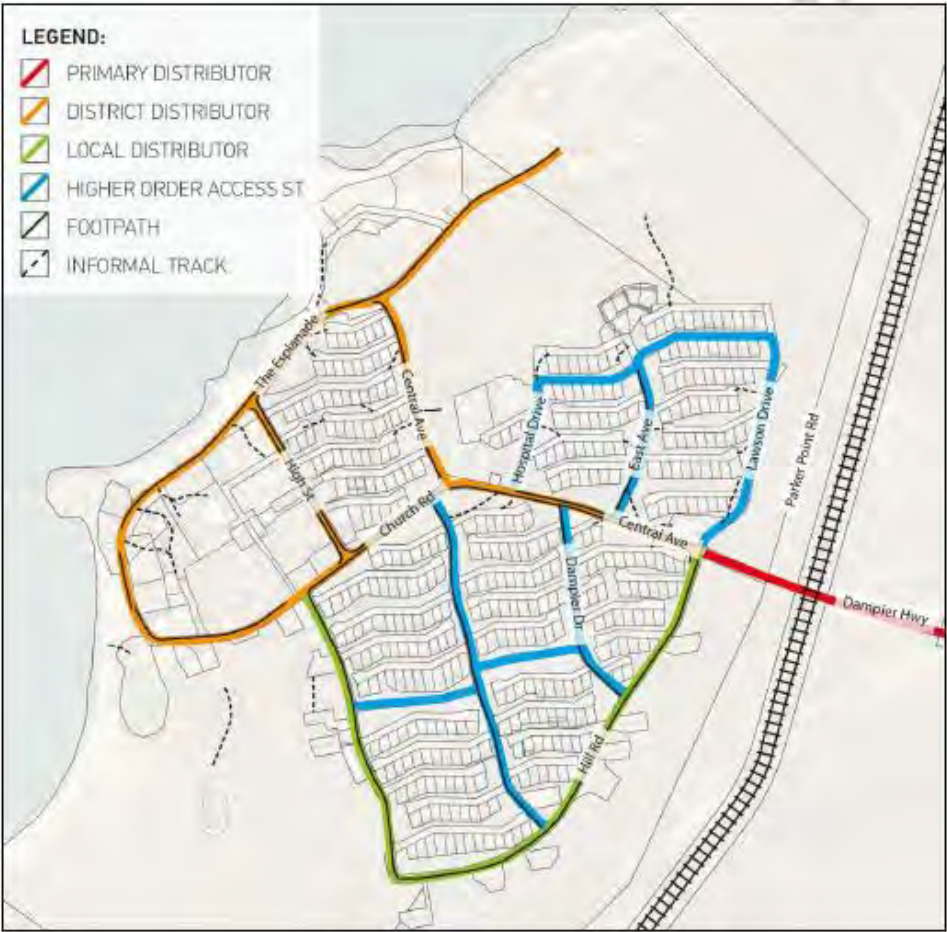 LEGEND:
PRIMARY DISTRIBUTOR
DISTRICT DISTRIBUTOR
LOCAL DISTRIBUTOR
HIGHER ORDER ACCESS ST
FOOTPATH
INFORMAL TRACK
The Esplanade
Central Ave
High St
Church Rd
Hospital Drive
East Ave
Lawson Drive
Parker Point Rd
Central Ave
Dampier Dr
Dampier Hwy
Hill Rd